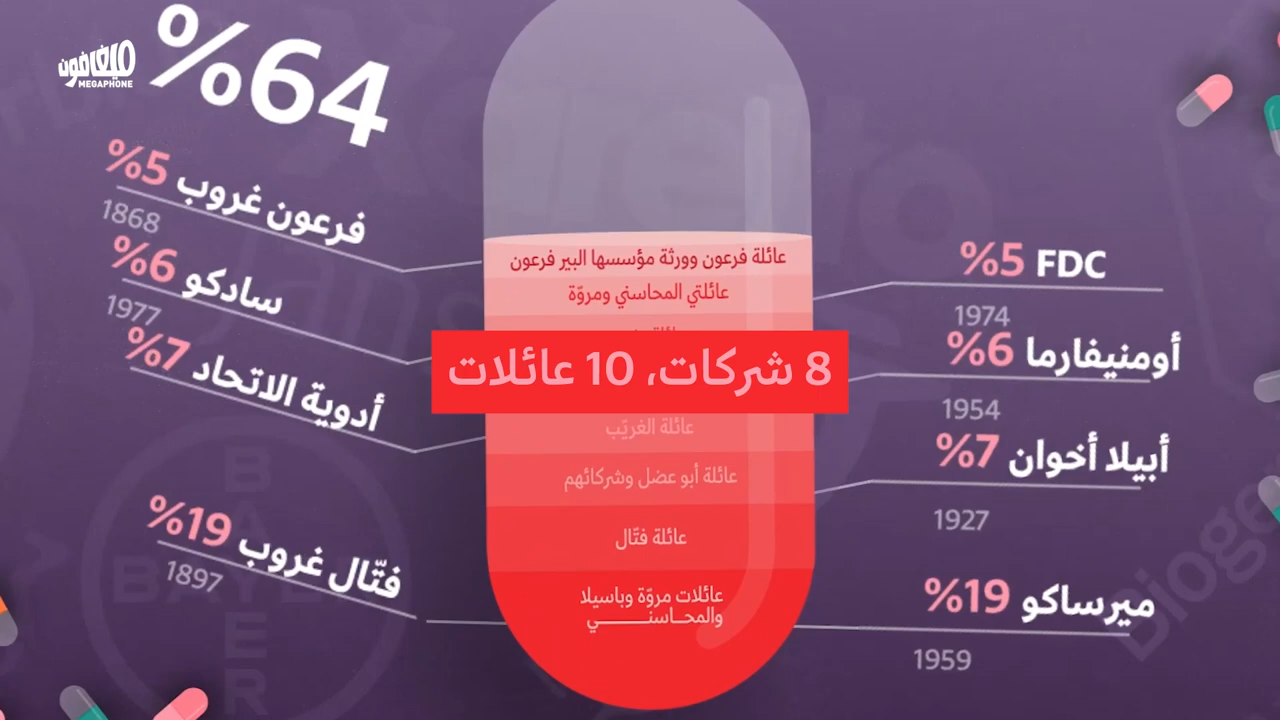 ميغافون
MEGAPHONE
%64
فرعون غروب %5
1868
سادكو %6
1977
أدوية الاتحاد %7
فتّال غروب %19
1897
عائلة فرعون وورثة مؤسسها البير فرعون
عائلتي المحاسني ومروّة
8 شركات، 10 عائلات
عائلة الغريّب
عائلة أبو عضل وشركائهم
عائلة فتّال
عائلات مروّة وباسيلا
والمحاسني
FDC %5
1974
أومنيفارما %6
1954
أبيلا أخوان %7
1927
ميرساكو %19
1959
BAYER
BAYER
Bioge